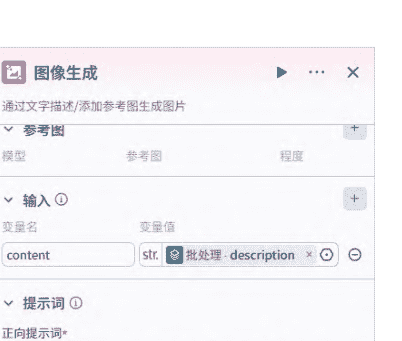 图像生成
通过文字描述/添加参考图生成图片
参考图
模型 参考图 程度
输入
变量名 变量值
content str. 批处理 · description
提示词
正向提示词*